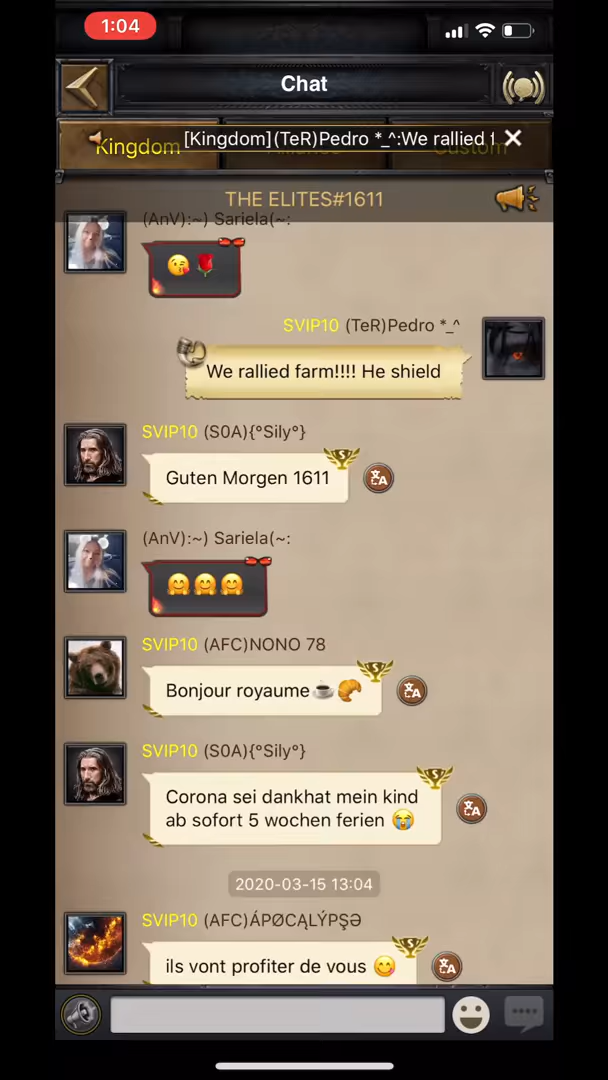 1:04
Chat
[Kingdom](TeR)Pedro *_^:We rallied f
Kingdom
THE ELITES#1611
(AnV):~) Sariela(~:
😘🌹
SVIP10 (TeR)Pedro *_^
We rallied farm!!!! He shield
SVIP10 (S0A){°Sily°}
Guten Morgen 1611
(AnV):~) Sariela(~:
🤗🤗🤗
SVIP10 (AFC)NONO 78
Bonjour royaume☕🥐
SVIP10 (S0A){°Sily°}
Corona sei dankhat mein kind
ab sofort 5 wochen ferien 😭
2020-03-15 13:04
SVIP10 (AFC)ÁPØCĄLÝPŞƏ
ils vont profiter de vous 😋